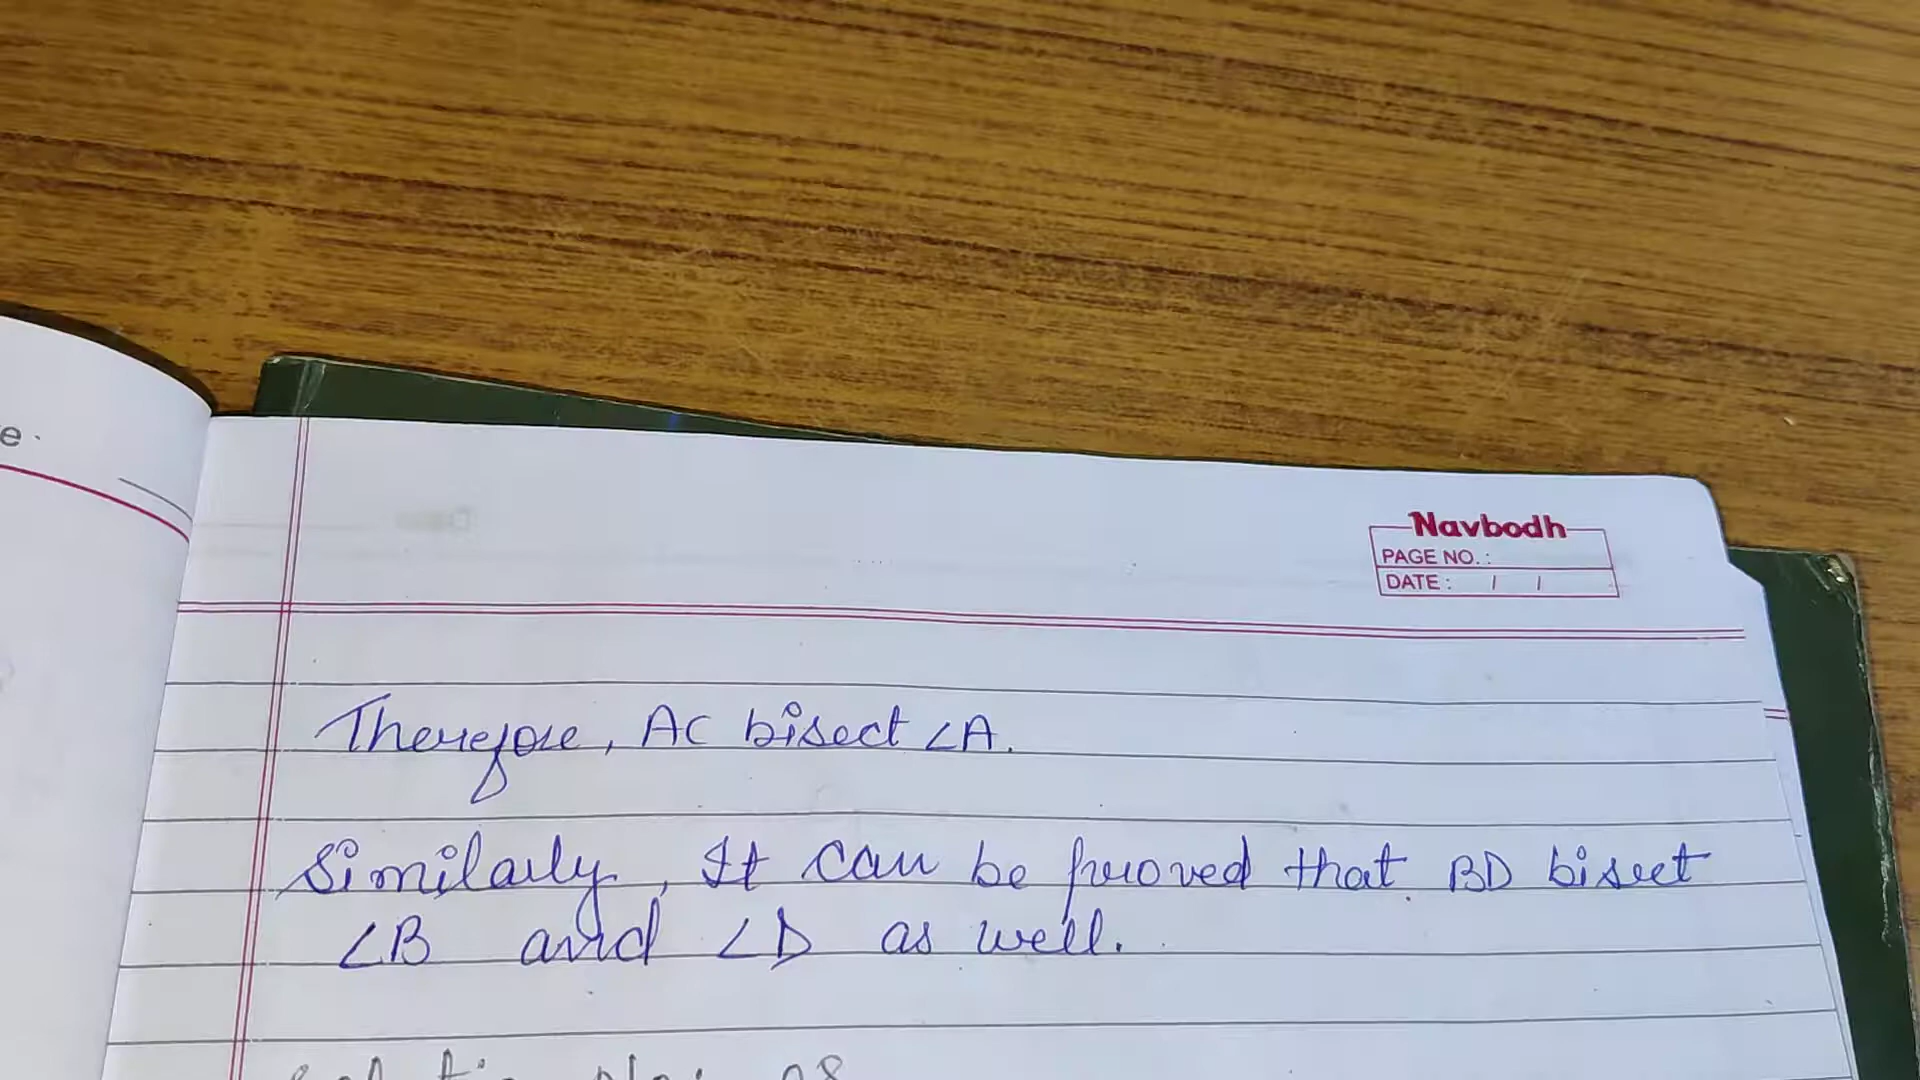 e.
Navbodh
PAGE NO. :
DATE : / /
Therefore, AC bisect ∠A.
Similarly, It can be proved that BD bisect
∠B and ∠D as well.